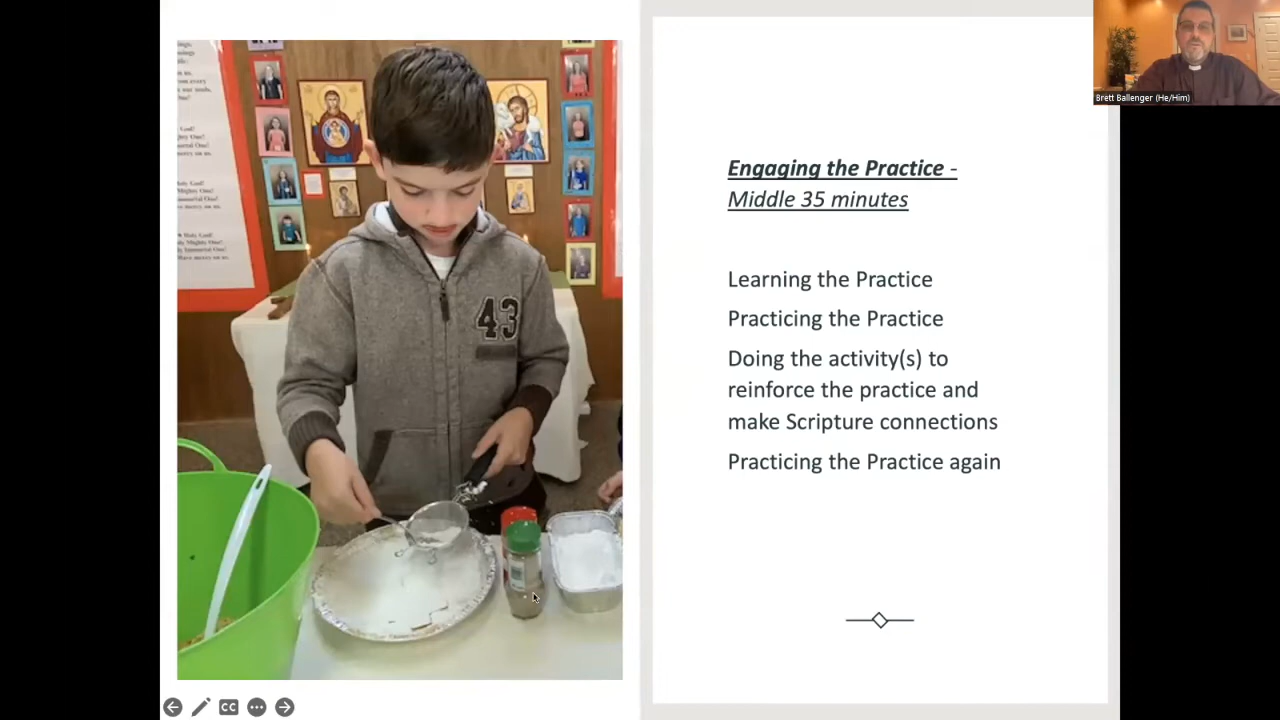 Engaging the Practice -
Middle 35 minutes
Learning the Practice
Practicing the Practice
Doing the activity(s) to
reinforce the practice and
make Scripture connections
Practicing the Practice again
Brett Ballenger (He/Him)
43
CC